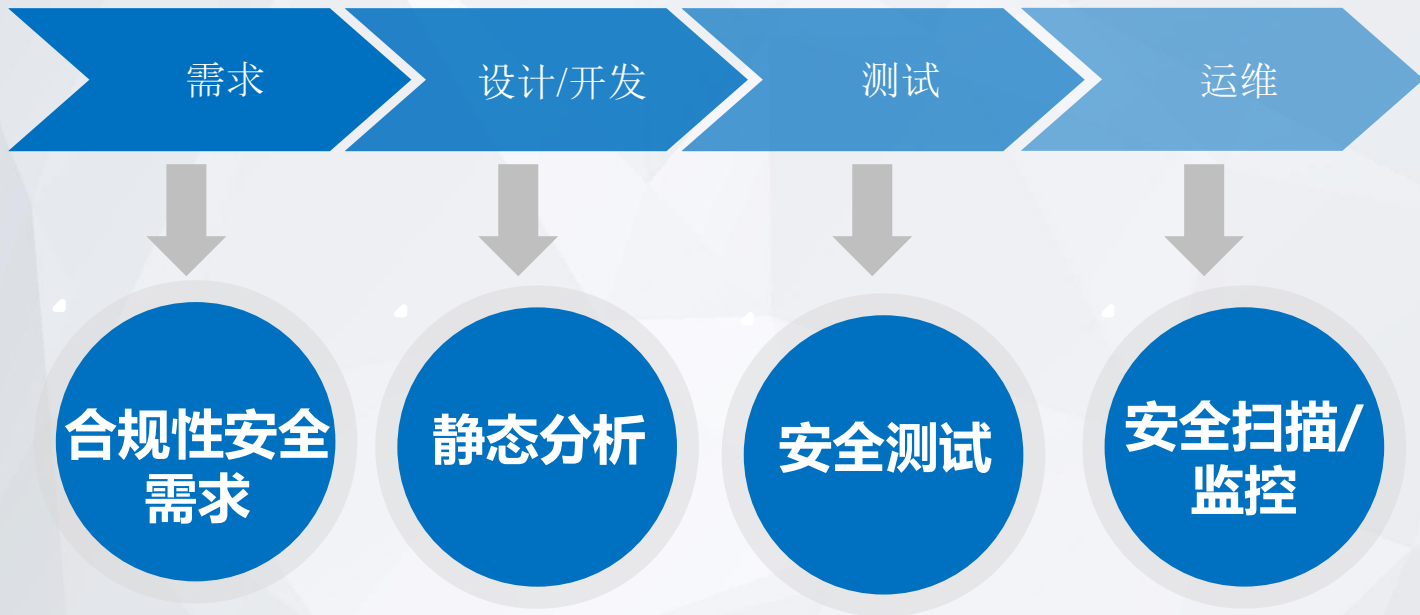 需求
设计/开发
测试
运维
合规性安全
需求
静态分析
安全测试
安全扫描/
监控